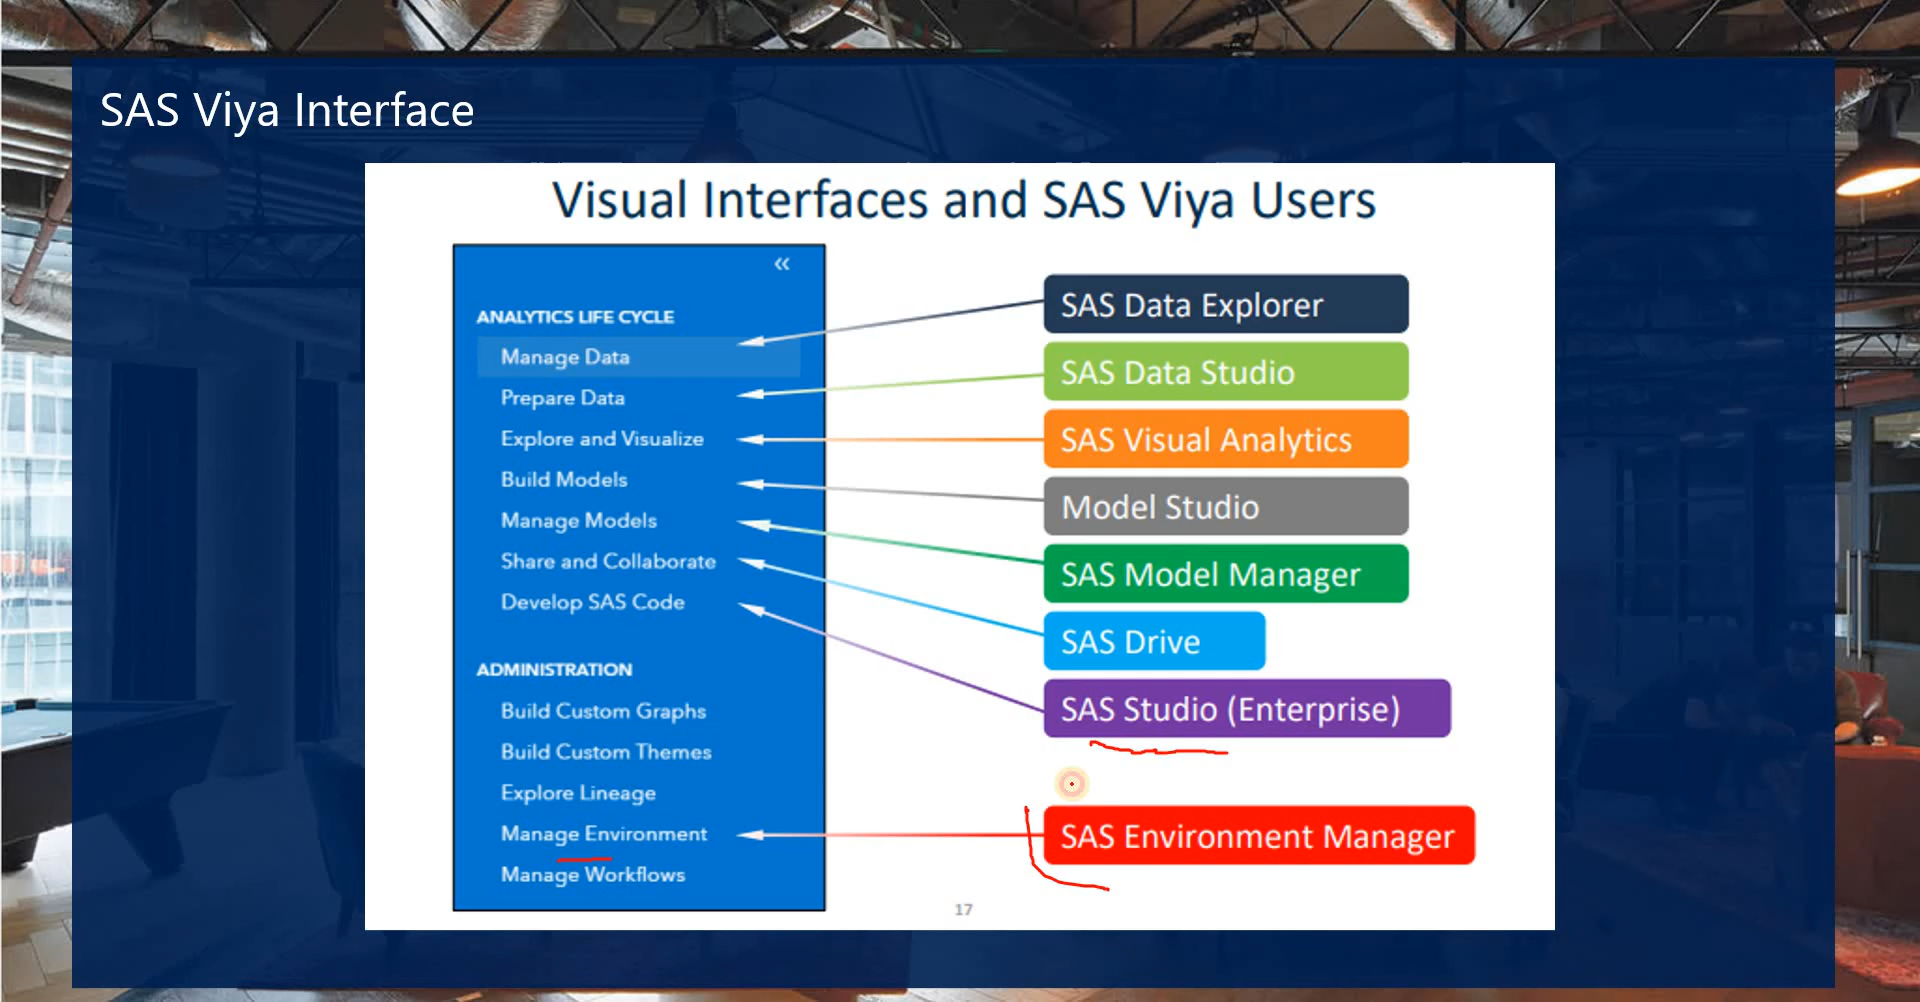 SAS Viya Interface
Visual Interfaces and SAS Viya Users
«
ANALYTICS LIFE CYCLE
Manage Data
Prepare Data
Explore and Visualize
Build Models
Manage Models
Share and Collaborate
Develop SAS Code
ADMINISTRATION
Build Custom Graphs
Build Custom Themes
Explore Lineage
Manage Environment
Manage Workflows
SAS Data Explorer
SAS Data Studio
SAS Visual Analytics
Model Studio
SAS Model Manager
SAS Drive
SAS Studio (Enterprise)
SAS Environment Manager
17